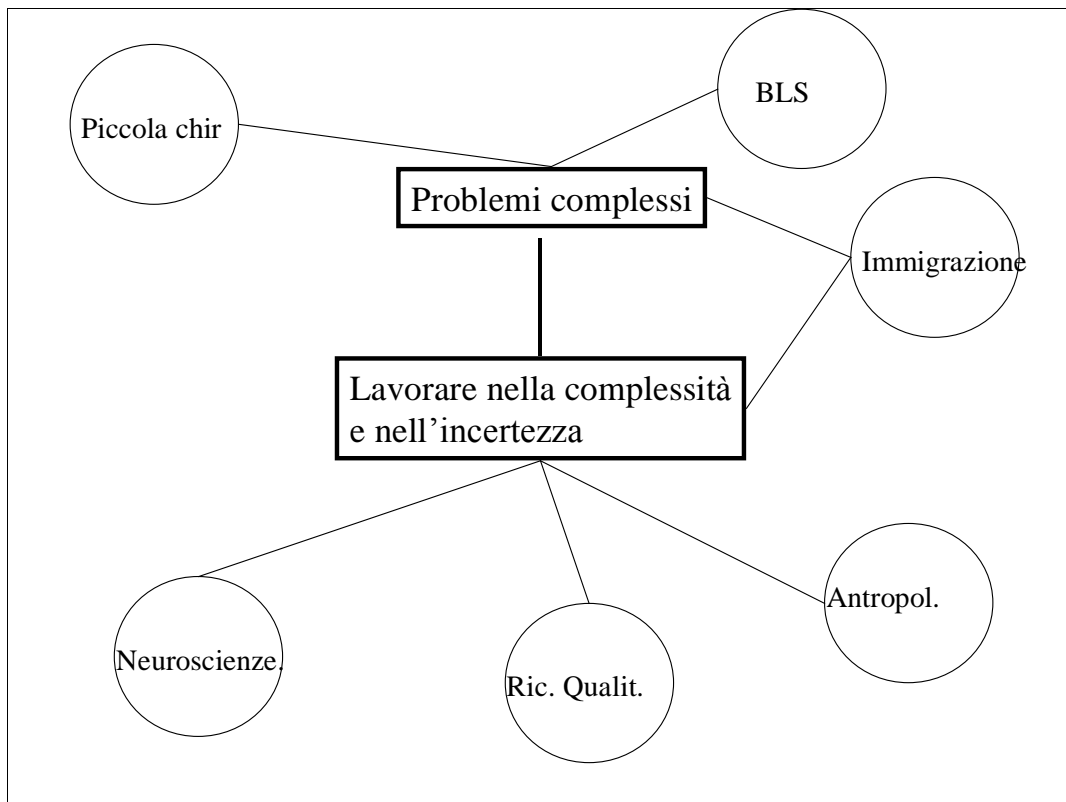 BLS
Piccola chir
Problemi complessi
Immigrazione
Lavorare nella complessità
e nell’incertezza
Antropol.
Neuroscienze.
Ric. Qualit.